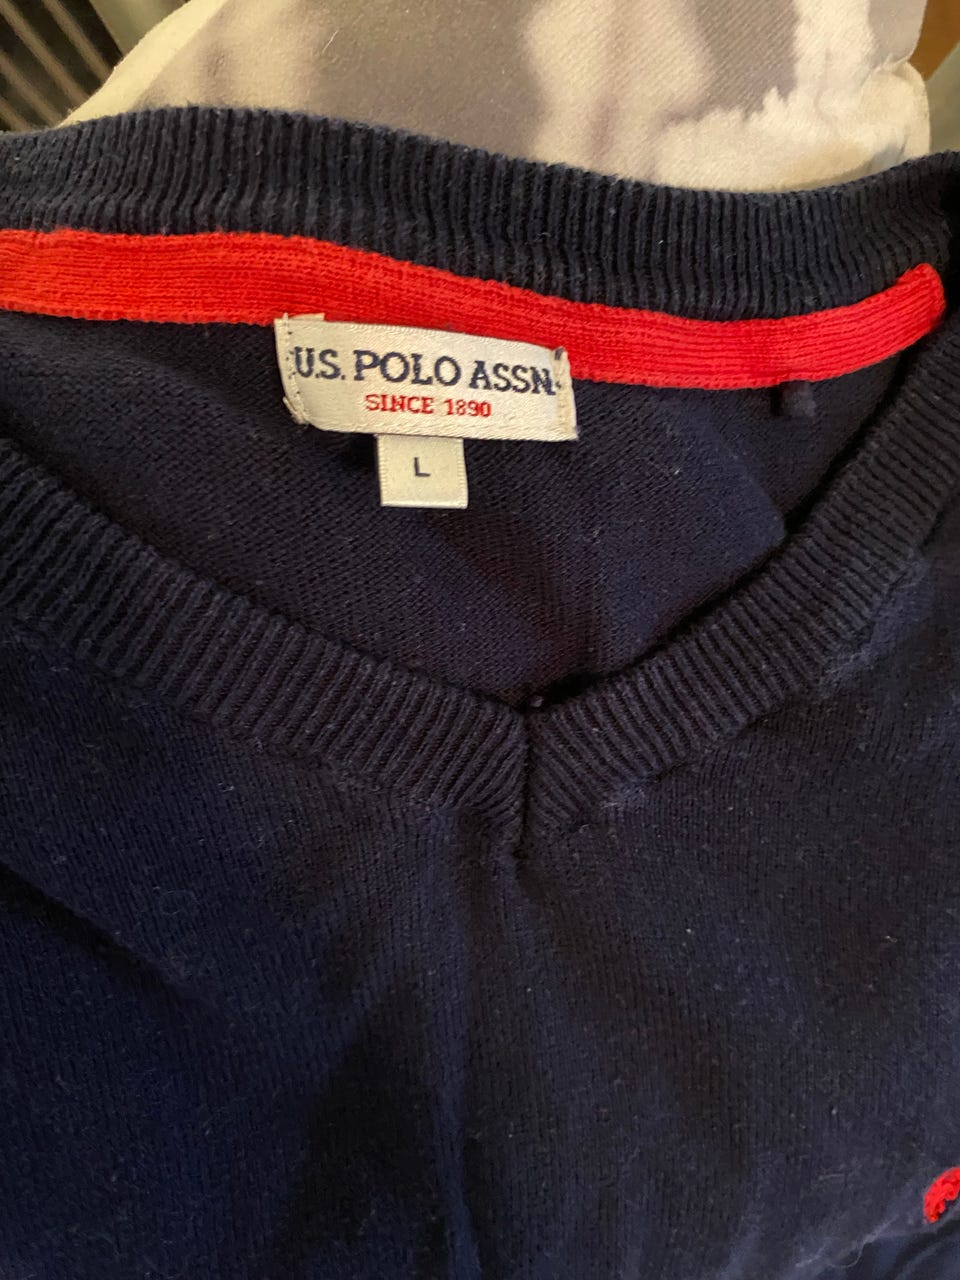 U.S. POLO ASSN.
SINCE 1890
L